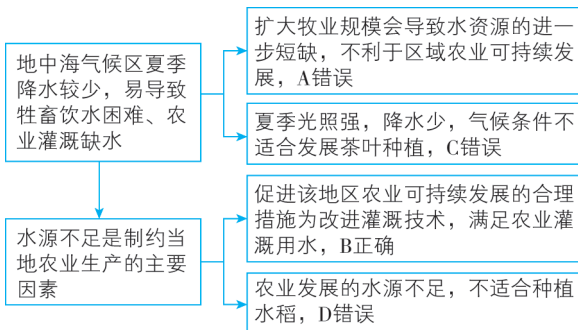 地中海气候区夏季
降水较少，易导致
牲畜饮水困难、农
业灌溉缺水
扩大牧业规模会导致水资源的进一
步短缺，不利于区域农业可持续发
展，A错误
夏季光照强，降水少，气候条件不
适合发展茶叶种植，C错误
水源不足是制约当
地农业生产的主要
因素
促进该地区农业可持续发展的合理
措施为改进灌溉技术，满足农业灌
溉用水，B正确
农业发展的水源不足，不适合种植
水稻，D错误